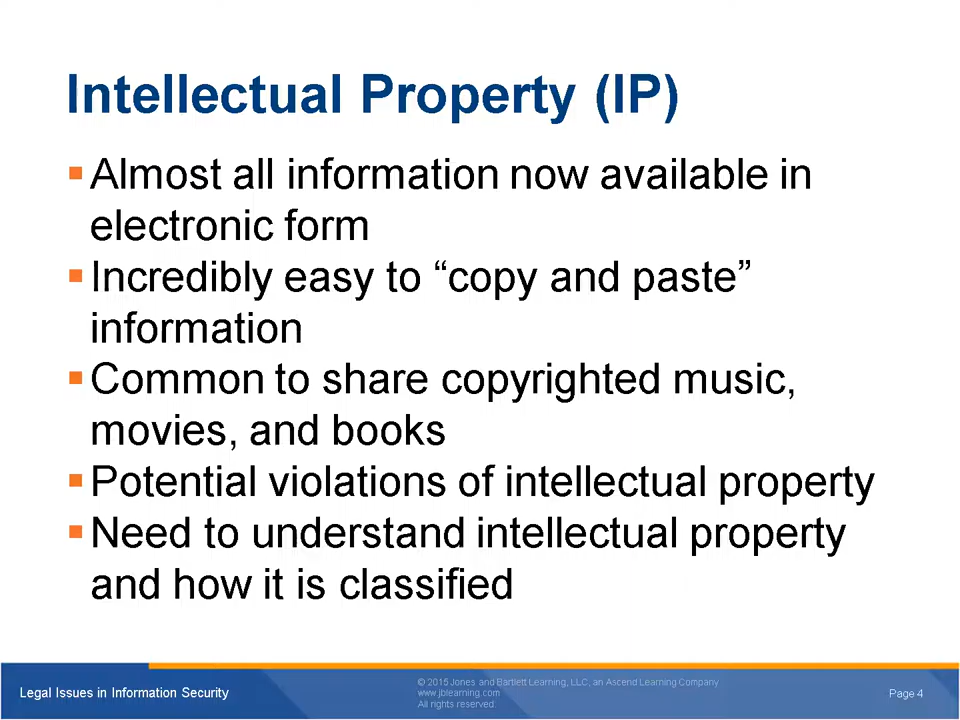 Intellectual Property (IP)
Almost all information now available in
electronic form
Incredibly easy to “copy and paste”
information
Common to share copyrighted music,
movies, and books
Potential violations of intellectual property
Need to understand intellectual property
and how it is classified
Legal Issues in Information Security
© 2015 Jones and Bartlett Learning, LLC, an Ascend Learning Company
www.jblearning.com
All rights reserved.
Page 4